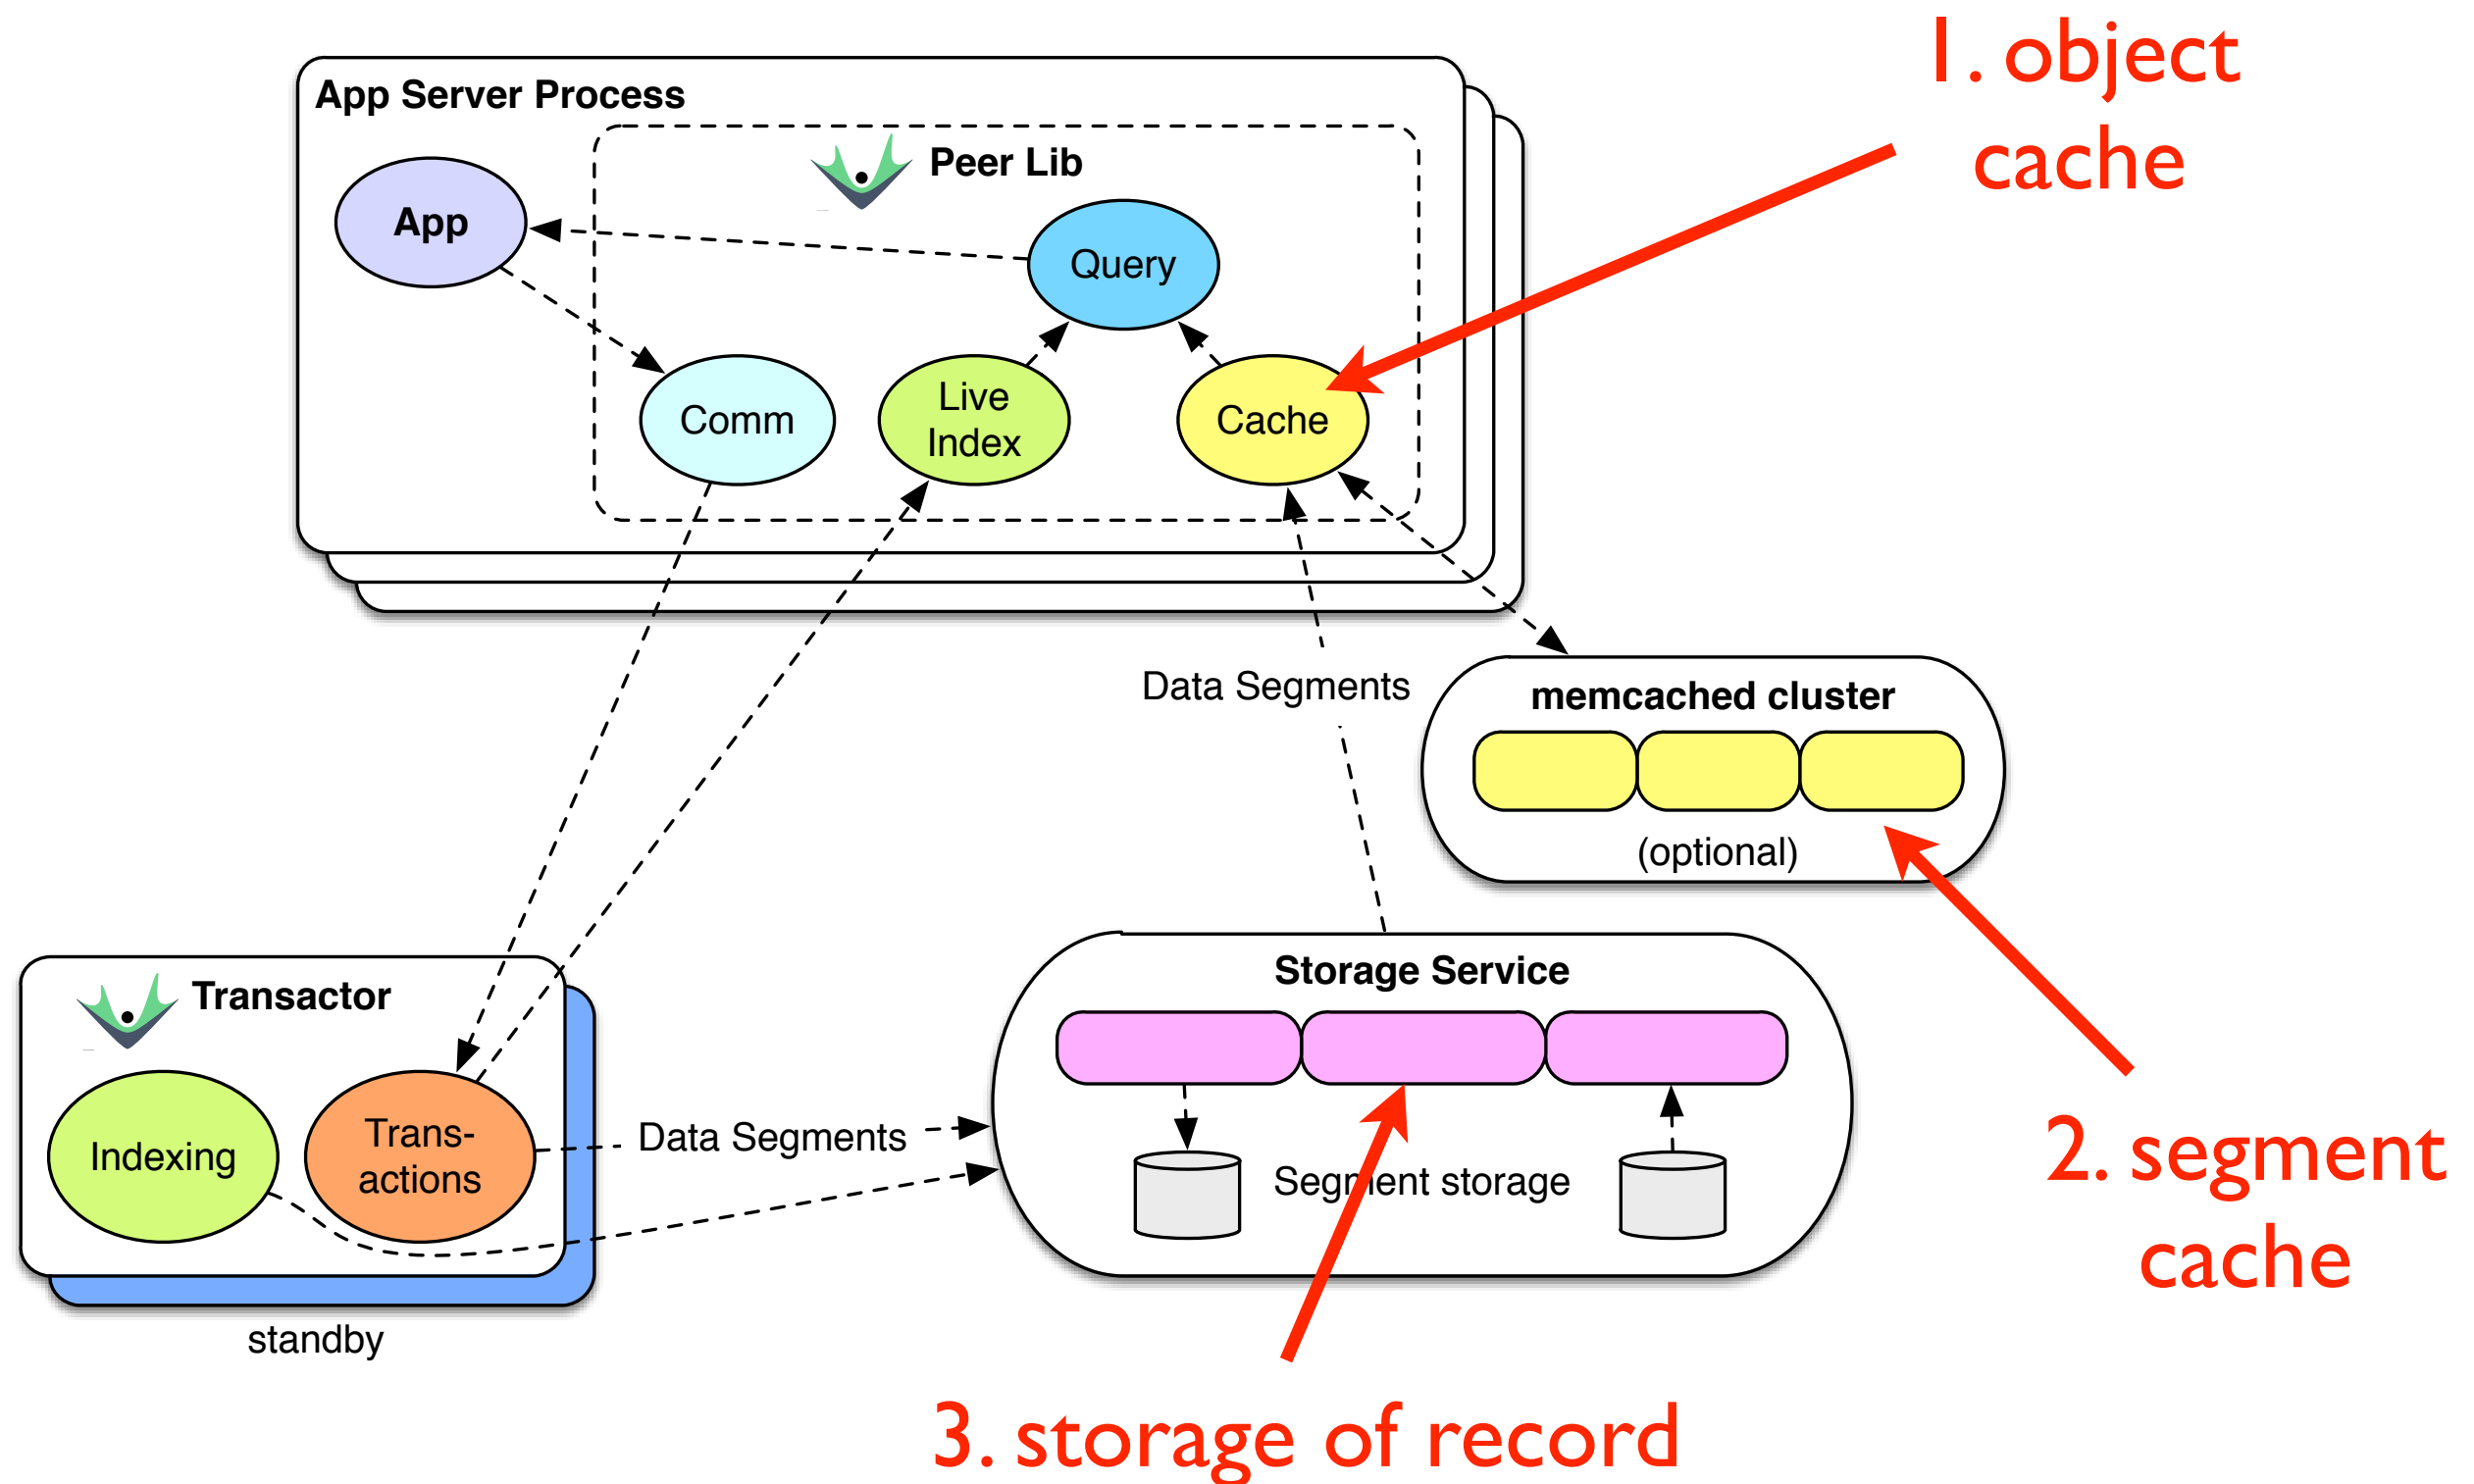 1. object
cache
App Server Process
Peer Lib
App
Query
Comm
Live
Index
Cache
Data Segments
memcached cluster
(optional)
Storage Service
Segment storage
Transactor
Indexing
Trans-
actions
Data Segments
standby
2. segment
cache
3. storage of record